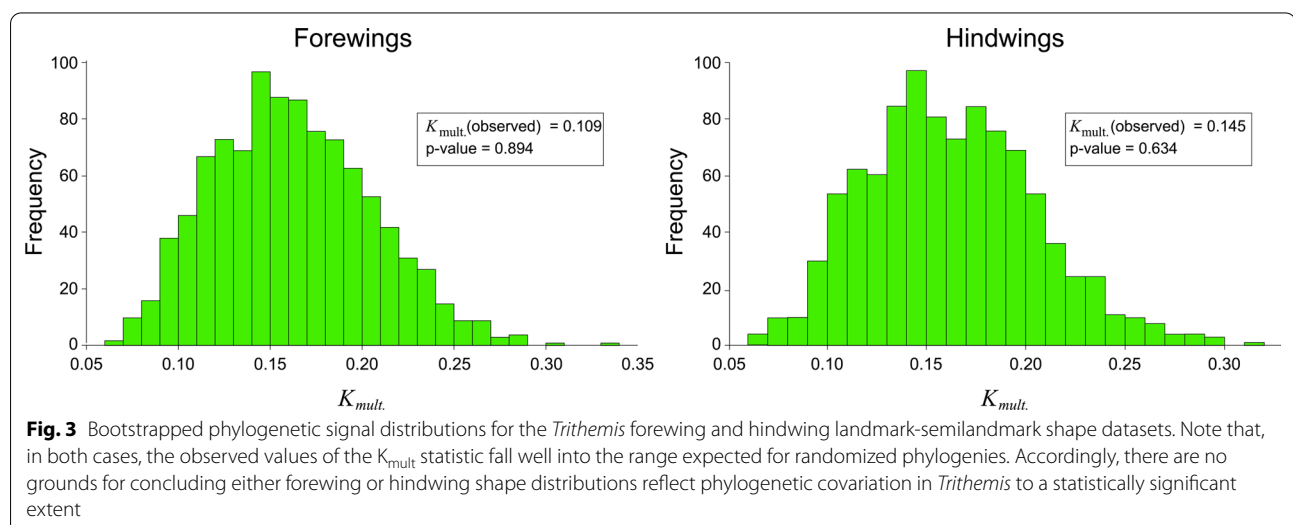 Forewings
Hindwings
100
80
60
40
20
0
Frequency
K_mult.(observed) = 0.109
p-value = 0.894
0.05 0.10 0.15 0.20 0.25 0.30 0.35
K_mult.
100
80
60
40
20
0
Frequency
K_mult.(observed) = 0.145
p-value = 0.634
0.05 0.10 0.15 0.20 0.25 0.30
K_mult.
Fig. 3 Bootstrapped phylogenetic signal distributions for the Trithemis forewing and hindwing landmark-semilandmark shape datasets. Note that,
in both cases, the observed values of the K_mult statistic fall well into the range expected for randomized phylogenies. Accordingly, there are no
grounds for concluding either forewing or hindwing shape distributions reflect phylogenetic covariation in Trithemis to a statistically significant
extent